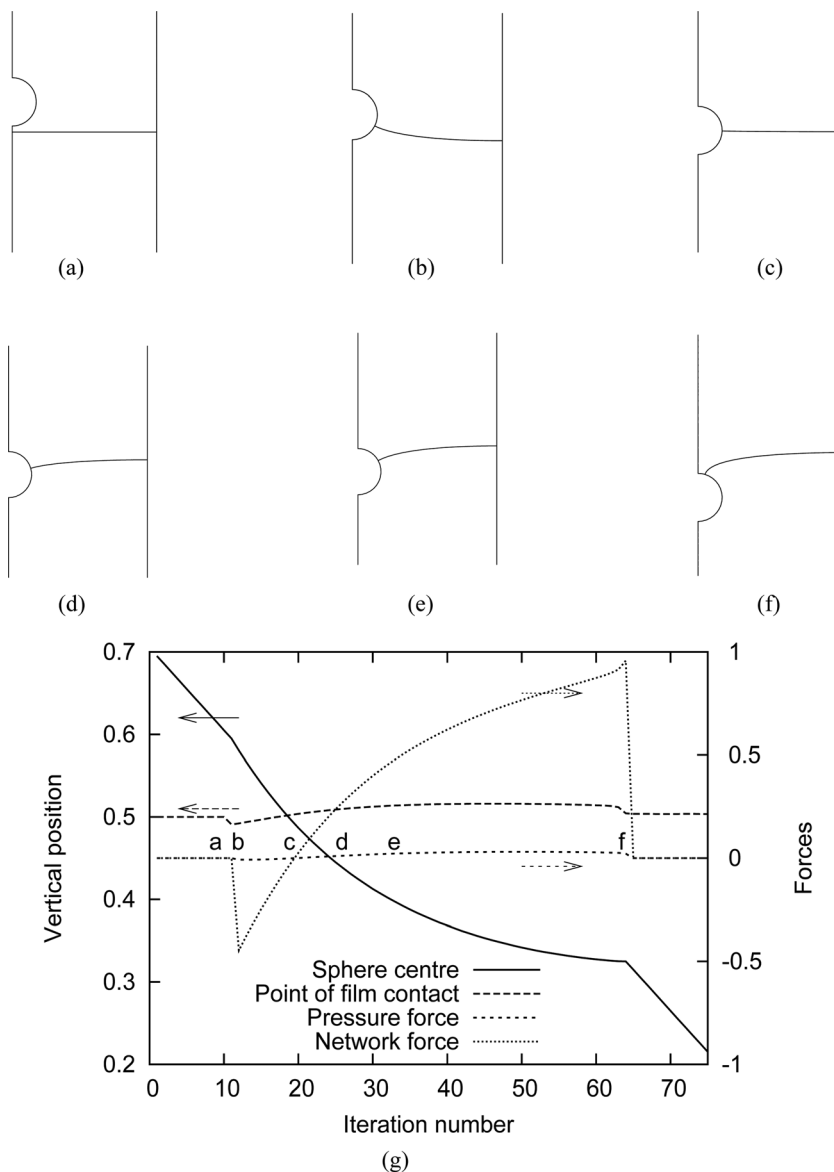 (a) (b) (c)
(d) (e) (f)
0.7 1
0.6 0.5
0.5
a b c d e f 0
0.4
0.3 -0.5
0.2 -1
Vertical position
Forces
Sphere centre
Point of film contact
Pressure force
Network force
0 10 20 30 40 50 60 70
Iteration number
(g)